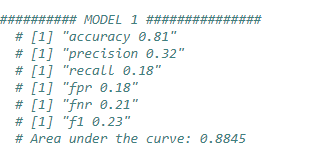 ########## MODEL 1 ###############
# [1] "accuracy 0.81"
# [1] "precision 0.32"
# [1] "recall 0.18"
# [1] "fpr 0.18"
# [1] "fnr 0.21"
# [1] "f1 0.23"
# Area under the curve: 0.8845